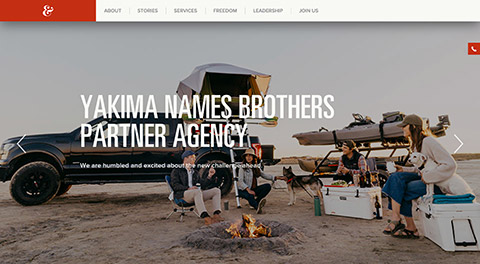 &
ABOUT STORIES SERVICES FREEDOM LEADERSHIP JOIN US
YAKIMA NAMES BROTHERS
PARTNER AGENCY
We are humbled and excited about the new challenge ahead